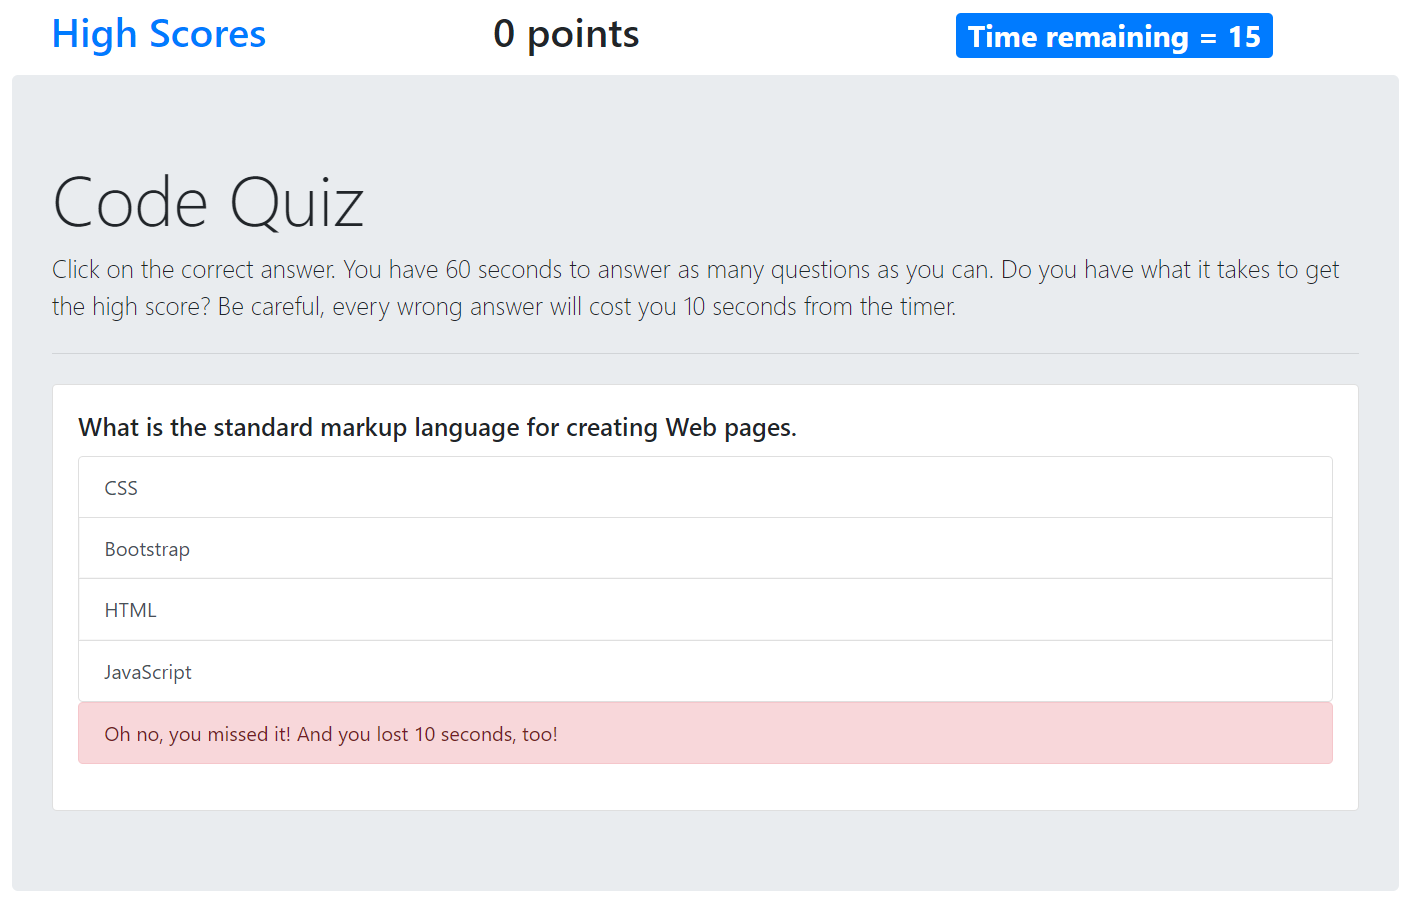 High Scores
0 points
Time remaining = 15
Code Quiz
Click on the correct answer. You have 60 seconds to answer as many questions as you can. Do you have what it takes to get
the high score? Be careful, every wrong answer will cost you 10 seconds from the timer.
What is the standard markup language for creating Web pages.
CSS
Bootstrap
HTML
JavaScript
Oh no, you missed it! And you lost 10 seconds, too!